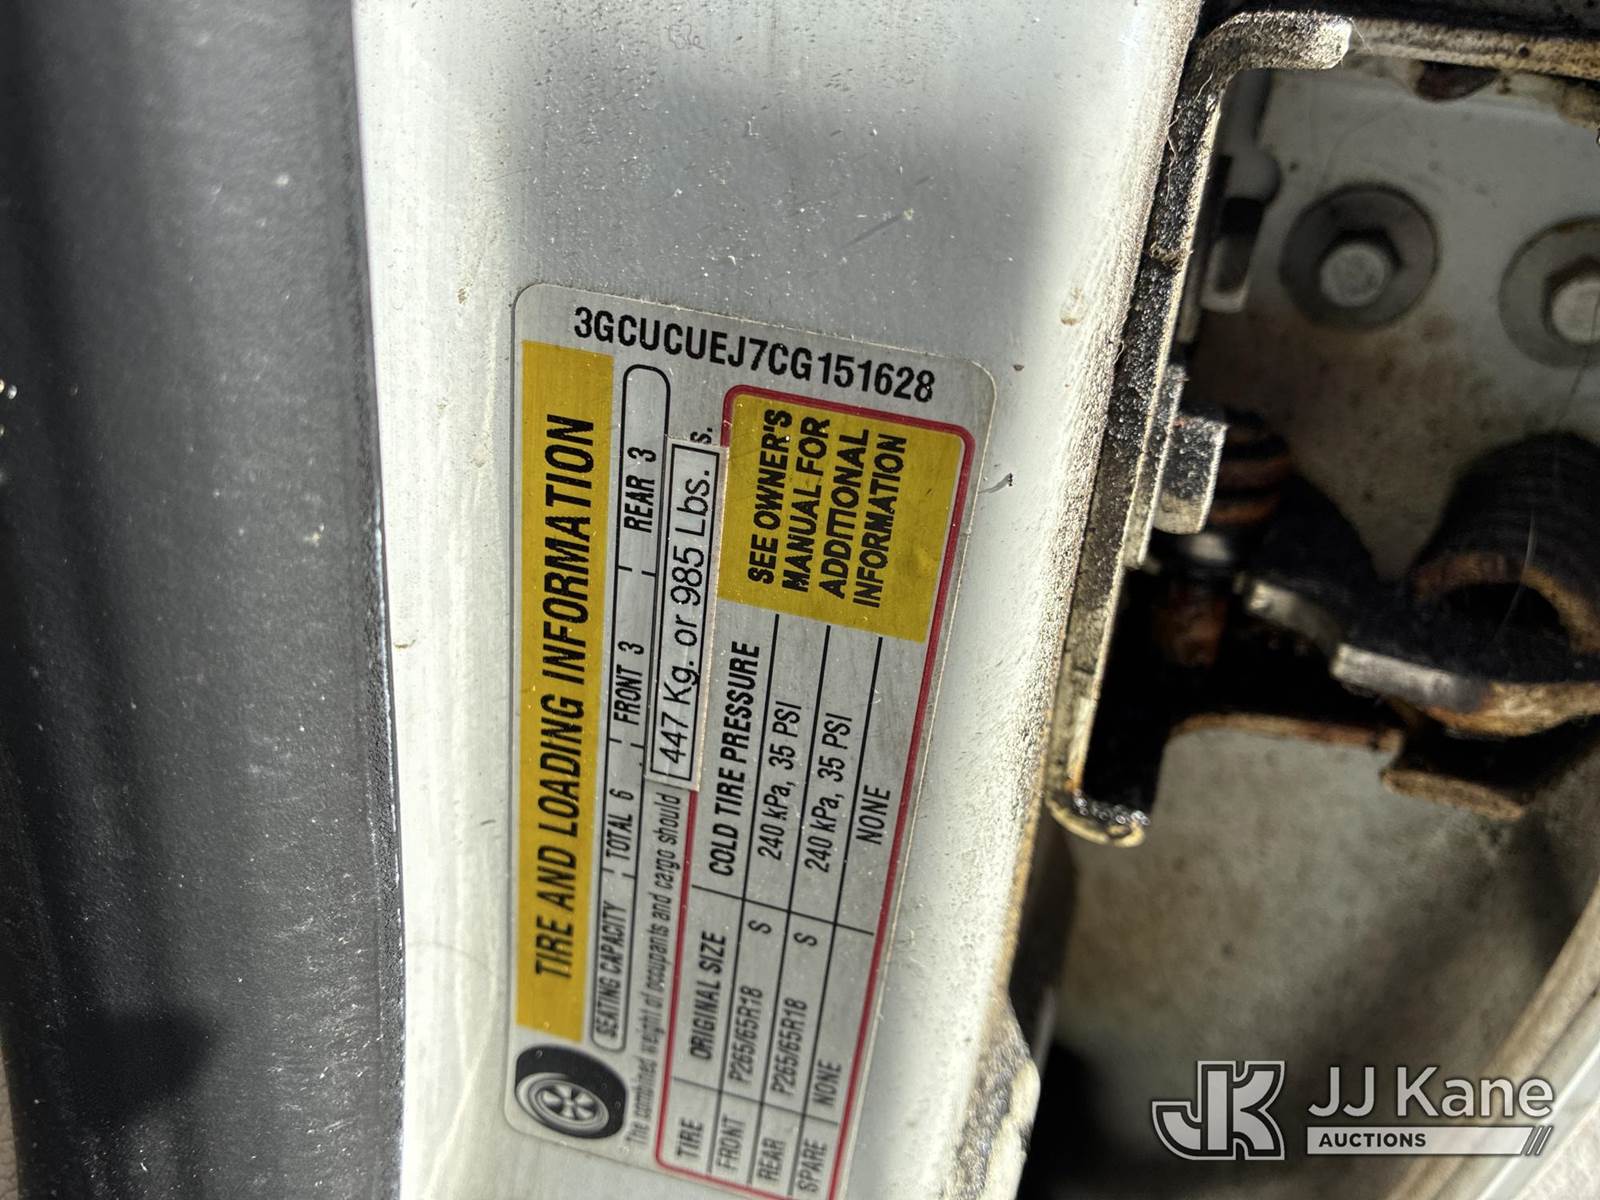 3GCUCUEJ7CG151628
TIRE AND LOADING INFORMATION
SEATING CAPACITY TOTAL 6 FRONT 3 REAR 3
The combined weight of occupants and cargo should 447 Kg. or 985 Lbs. s.
TIRE ORIGINAL SIZE COLD TIRE PRESSURE
FRONT P265/65R18 S 240 kPa, 35 PSI
REAR P265/65R18 S 240 kPa, 35 PSI
SPARE NONE NONE
SEE OWNER'S
MANUAL FOR
ADDITIONAL
INFORMATION
JK JJ Kane
AUCTIONS